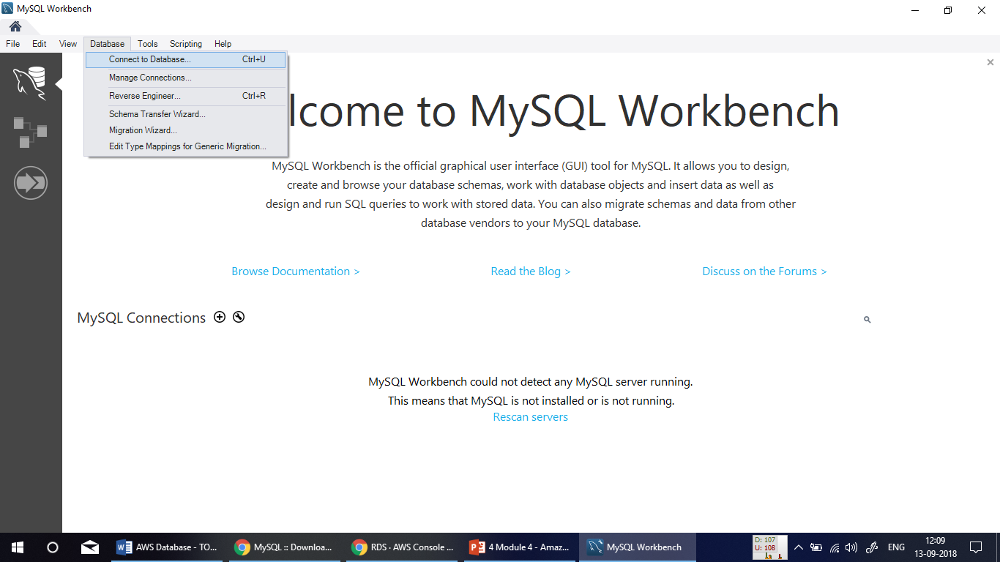 MySQL Workbench
File Edit View Database Tools Scripting Help
Connect to Database... Ctrl+U
Manage Connections...
Reverse Engineer... Ctrl+R
Schema Transfer Wizard...
Migration Wizard...
Edit Type Mappings for Generic Migration...
lcome to MySQL Workbench
MySQL Workbench is the official graphical user interface (GUI) tool for MySQL. It allows you to design,
create and browse your database schemas, work with database objects and insert data as well as
design and run SQL queries to work with stored data. You can also migrate schemas and data from other
database vendors to your MySQL database.
Browse Documentation > Read the Blog > Discuss on the Forums >
MySQL Connections
MySQL Workbench could not detect any MySQL server running.
This means that MySQL is not installed or is not running.
Rescan servers
AWS Database - TO... MySQL :: Downloa... RDS · AWS Console ... 4 Module 4 - Amaz... MySQL Workbench
D: 107
U: 108
ENG
12:09
13-09-2018